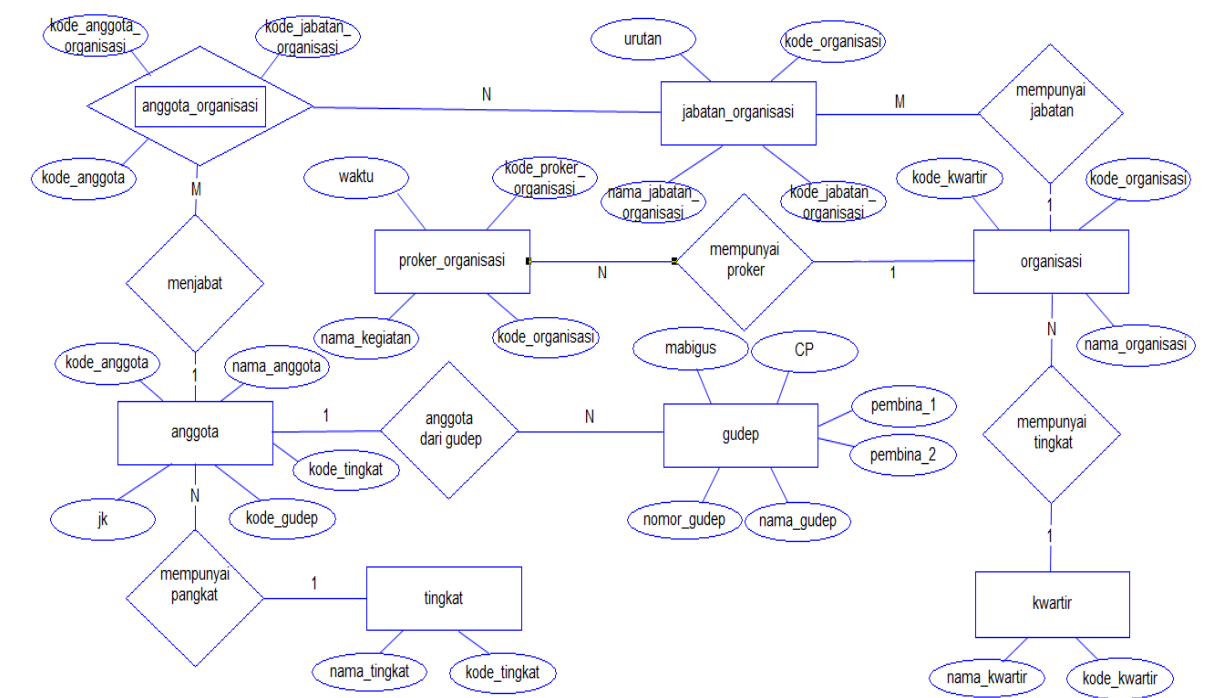 kode_anggota_
organisasi
kode_jabatan_
organisasi
urutan
kode_organisasi
anggota_organisasi
N
jabatan_organisasi
M
mempunyai
jabatan
kode_anggota
M
waktu
kode_proker_
organisasi
nama_jabatan_
organisasi
kode_jabatan_
organisasi
kode_kwartir
kode_organisasi
1
menjabat
proker_organisasi
N
mempunyai
proker
1
organisasi
nama_kegiatan
kode_organisasi
N
nama_organisasi
kode_anggota
nama_anggota
1
mabigus
CP
anggota
1
anggota
dari gudep
N
gudep
pembina_1
pembina_2
mempunyai
tingkat
kode_tingkat
N
jk
kode_gudep
nomor_gudep
nama_gudep
1
mempunyai
pangkat
1
tingkat
kwartir
nama_tingkat
kode_tingkat
nama_kwartir
kode_kwartir